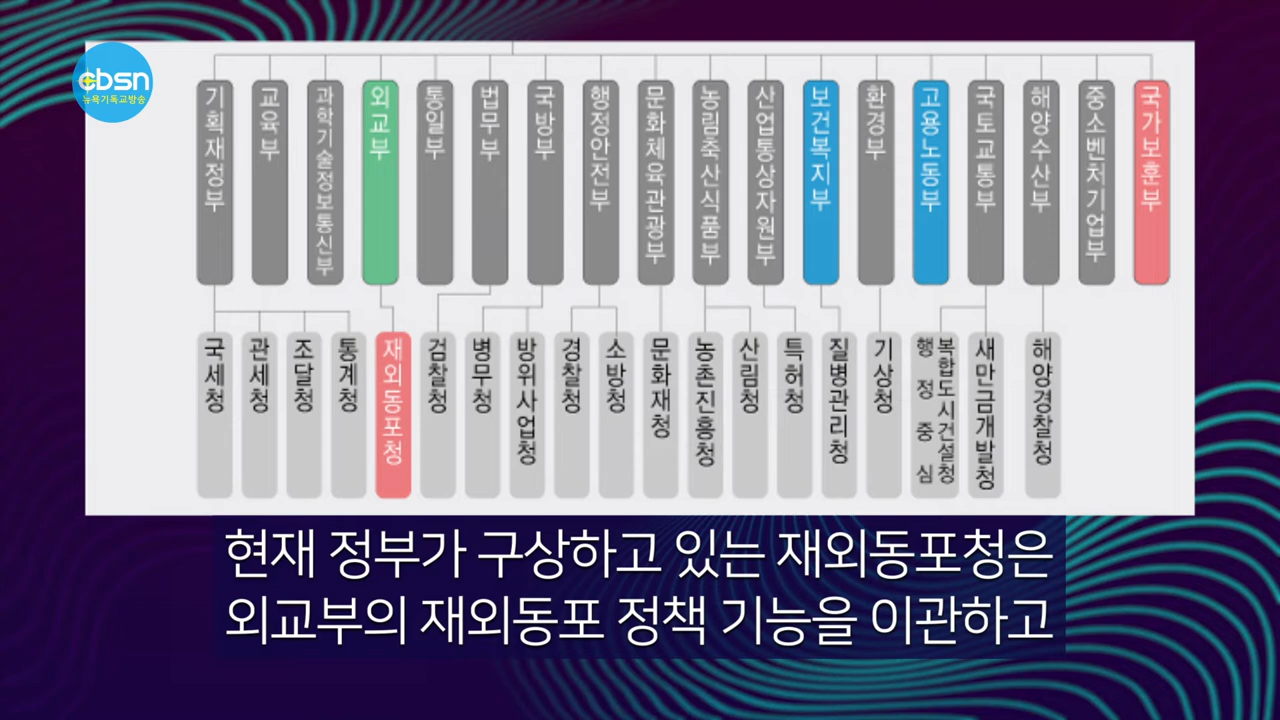 cbsn
뉴욕기독교방송
기획재정부
교육부
과학기술정보통신부
외교부
통일부
법무부
국방부
행정안전부
문화체육관광부
농림축산식품부
산업통상자원부
보건복지부
환경부
고용노동부
국토교통부
해양수산부
중소벤처기업부
국가보훈부
국세청
관세청
조달청
통계청
재외동포청
검찰청
병무청
방위사업청
경찰청
소방청
문화재청
농촌진흥청
산림청
특허청
질병관리청
기상청
행정중심
복합도시건설청
새만금개발청
해양경찰청
현재 정부가 구상하고 있는 재외동포청은
외교부의 재외동포 정책 기능을 이관하고